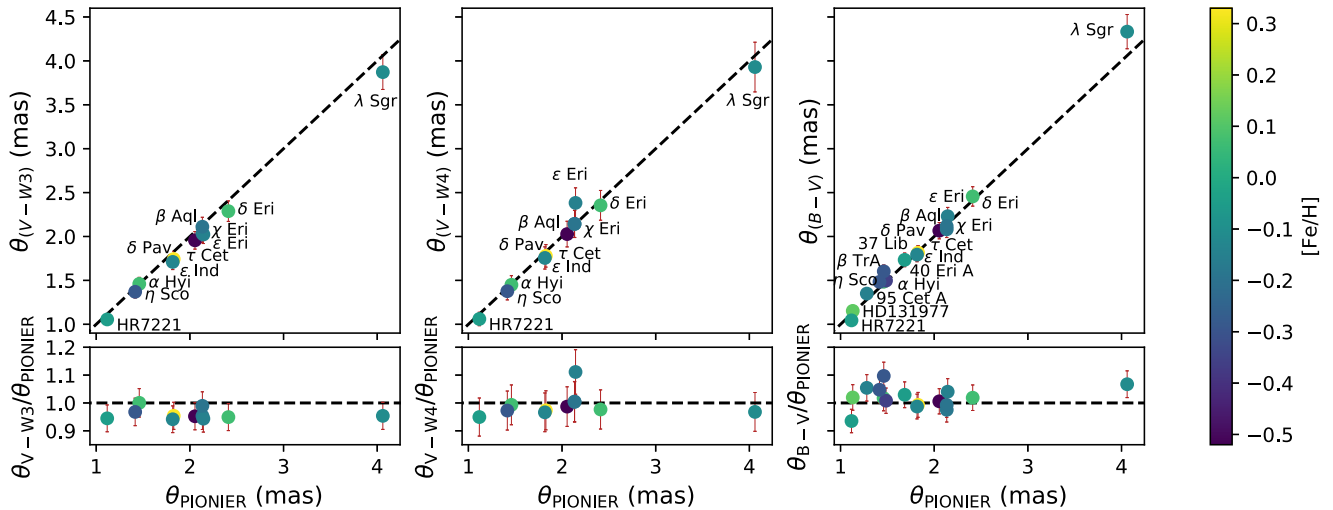 4.5
4.0
3.5
3.0
2.5
2.0
1.5
1.0
θ(V − W3) (mas)
λ Sgr
β Aql
δ Eri
χ Eri
δ Pav
ε Eri
τ Cet
ε Ind
α Hyi
η Sco
HR7221
θ(V − W4) (mas)
λ Sgr
ε Eri
δ Eri
β Aql
χ Eri
δ Pav
τ Cet
ε Ind
α Hyi
η Sco
HR7221
θ(B − V) (mas)
λ Sgr
ε Eri
δ Eri
β Aql
χ Eri
δ Pav
τ Cet
37 Lib
ε Ind
β TrA
40 Eri A
η Sco
α Hyi
95 Cet A
HD131977
HR7221
1.2
1.1
1.0
0.9
θV − W3/θPIONIER
θV − W4/θPIONIER
θB − V/θPIONIER
1 2 3 4
1 2 3 4
1 2 3 4
θPIONIER (mas)
θPIONIER (mas)
θPIONIER (mas)
0.3
0.2
0.1
0.0
−0.1
−0.2
−0.3
−0.4
−0.5
[Fe/H]